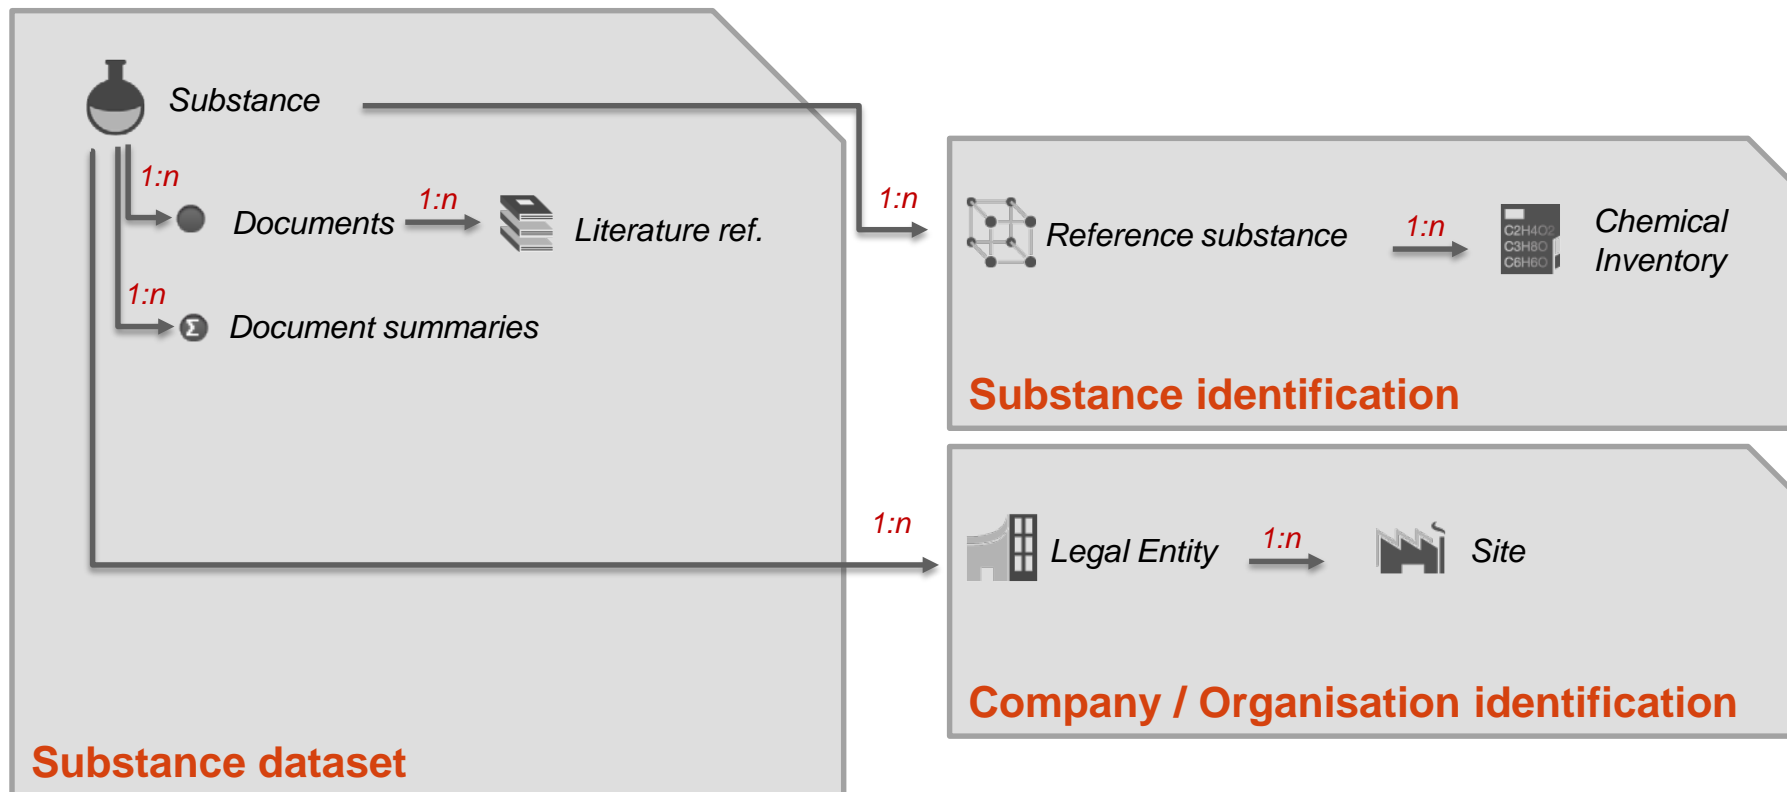 Substance
1:n
Documents
1:n
Literature ref.
1:n
Σ
Document summaries
Substance dataset
1:n
Reference substance
1:n
C2H4O2
C3H8O
C6H6O
Chemical
Inventory
Substance identification
1:n
Legal Entity
1:n
Site
Company / Organisation identification